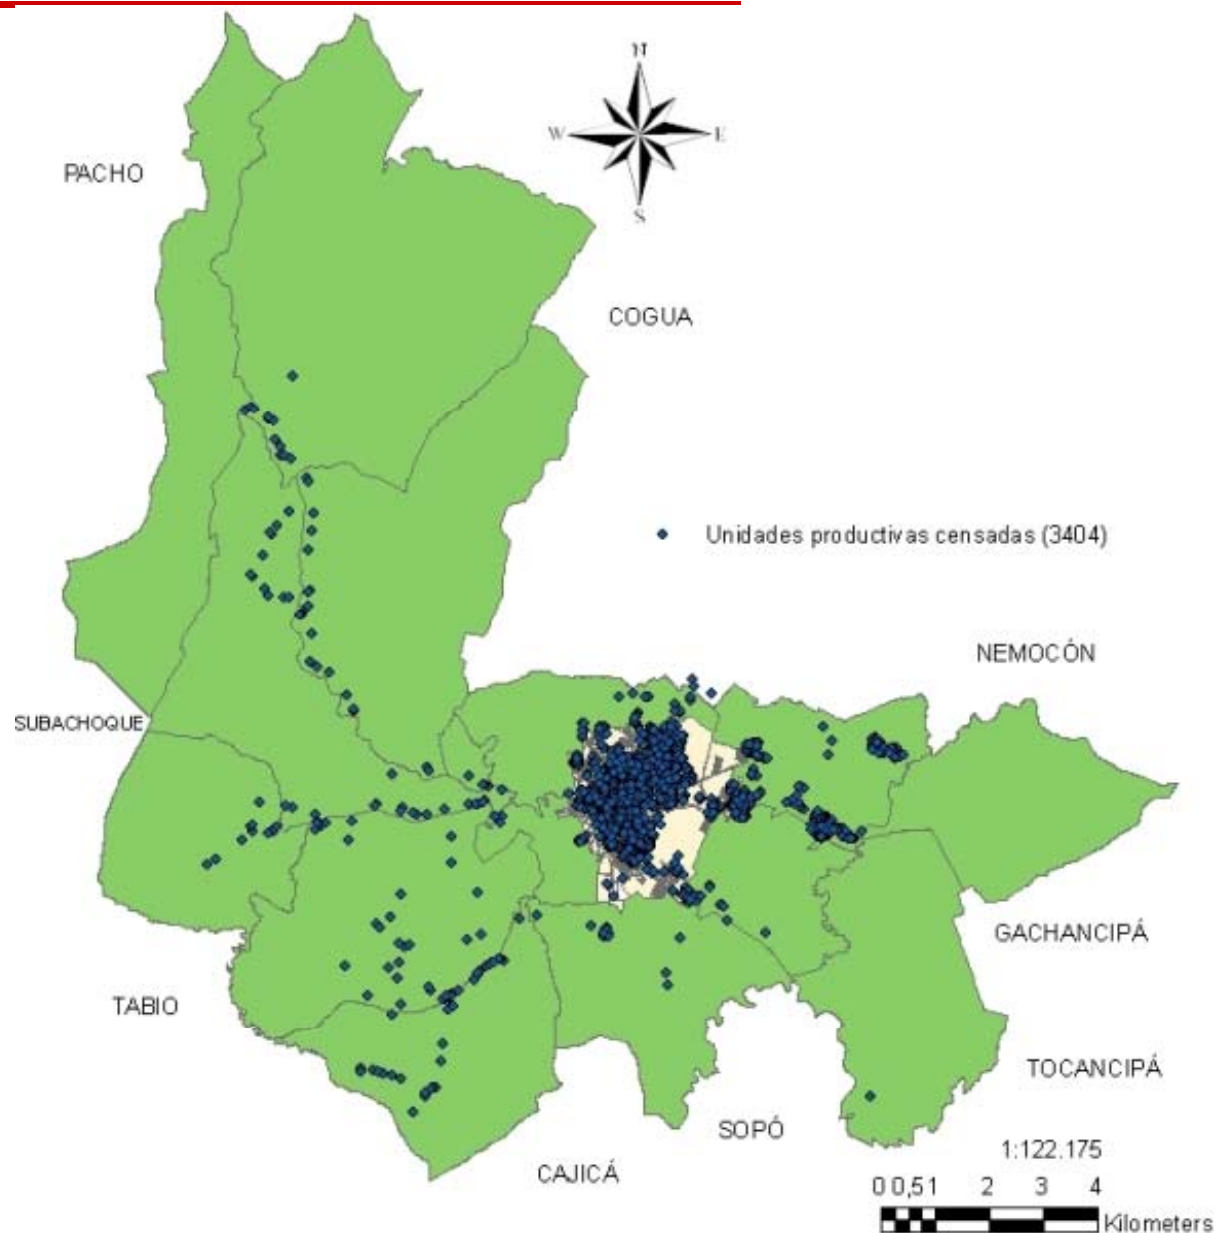 N
W E
S
PACHO
COGUA
Unidades productivas censadas (3404)
NEMOCÓN
SUBACHOQUE
GACHANCIPÁ
TABIO
TOCANCIPÁ
SOPÓ
1:122.175
CAJICÁ
0 0,5 1 2 3 4
Kilometers